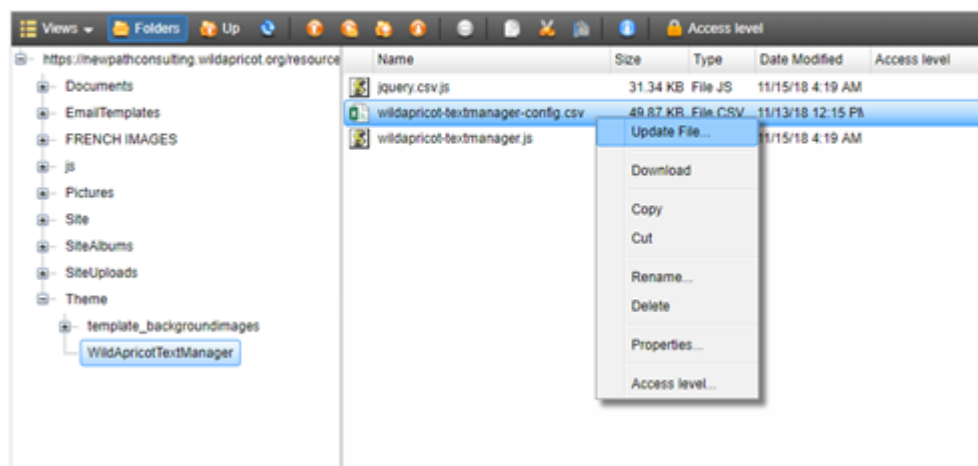 Views Folders Up Access level
https://newpathconsulting.wildapricot.org/resource
Documents
EmailTemplates
FRENCH IMAGES
js
Pictures
Site
SiteAlbums
SiteUploads
Theme
template_backgroundimages
WildApricotTextManager
Name Size Type Date Modified Access level
jquery.csv.js 31.34 KB File JS 11/15/18 4:19 AM
wildapricot-textmanager-config.csv 49.87 KB File CSV 11/13/18 12:15 PM
wildapricot-textmanager.js 11/15/18 4:19 AM
Update File...
Download
Copy
Cut
Rename...
Delete
Properties...
Access level...